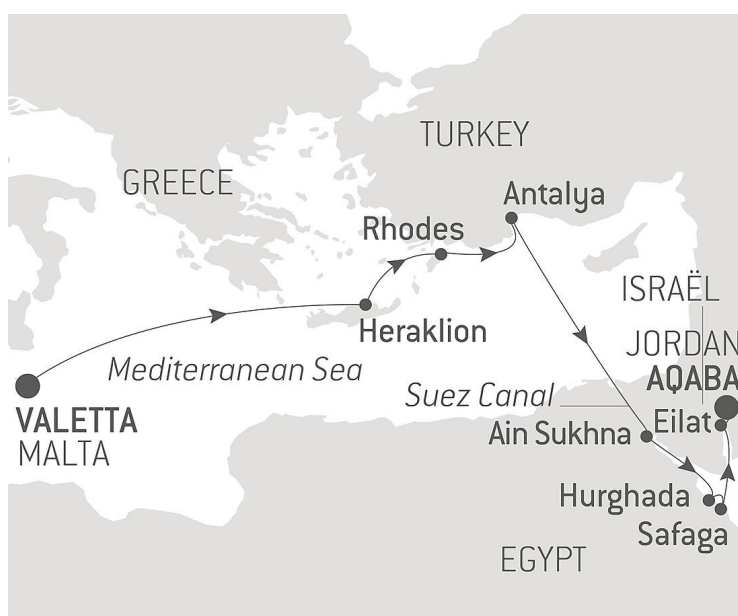 TURKEY
GREECE
Antalya
Rhodes
ISRAËL
Heraklion
JORDAN
Mediterranean Sea
AQABA
VALETTA
MALTA
Suez Canal
Ain Sukhna
Eilat
Hurghada
Safaga
EGYPT